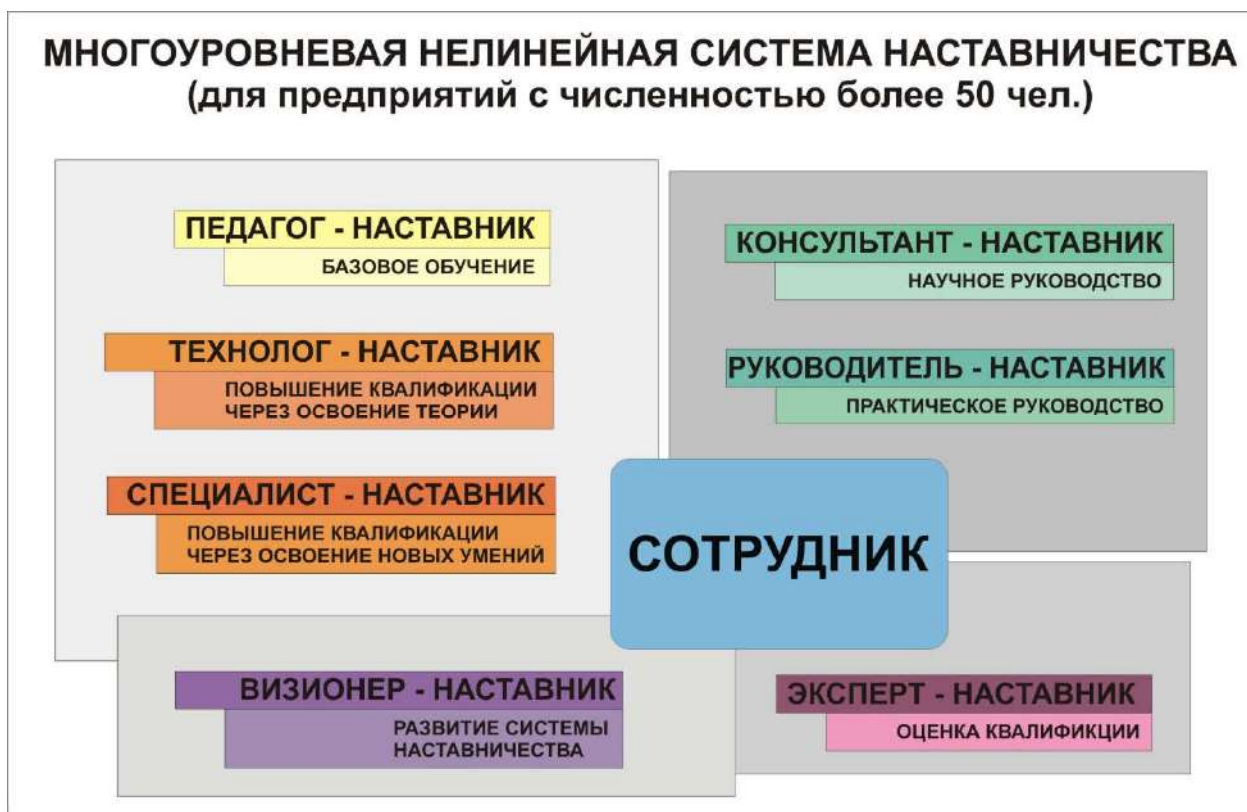 МНОГОУРОВНЕВАЯ НЕЛИНЕЙНАЯ СИСТЕМА НАСТАВНИЧЕСТВА
(для предприятий с численностью более 50 чел.)
ПЕДАГОГ - НАСТАВНИК
БАЗОВОЕ ОБУЧЕНИЕ
ТЕХНОЛОГ - НАСТАВНИК
ПОВЫШЕНИЕ КВАЛИФИКАЦИИ
ЧЕРЕЗ ОСВОЕНИЕ ТЕОРИИ
СПЕЦИАЛИСТ - НАСТАВНИК
ПОВЫШЕНИЕ КВАЛИФИКАЦИИ
ЧЕРЕЗ ОСВОЕНИЕ НОВЫХ УМЕНИЙ
КОНСУЛЬТАНТ - НАСТАВНИК
НАУЧНОЕ РУКОВОДСТВО
РУКОВОДИТЕЛЬ - НАСТАВНИК
ПРАКТИЧЕСКОЕ РУКОВОДСТВО
СОТРУДНИК
ВИЗИОНЕР - НАСТАВНИК
РАЗВИТИЕ СИСТЕМЫ
НАСТАВНИЧЕСТВА
ЭКСПЕРТ - НАСТАВНИК
ОЦЕНКА КВАЛИФИКЦИИ